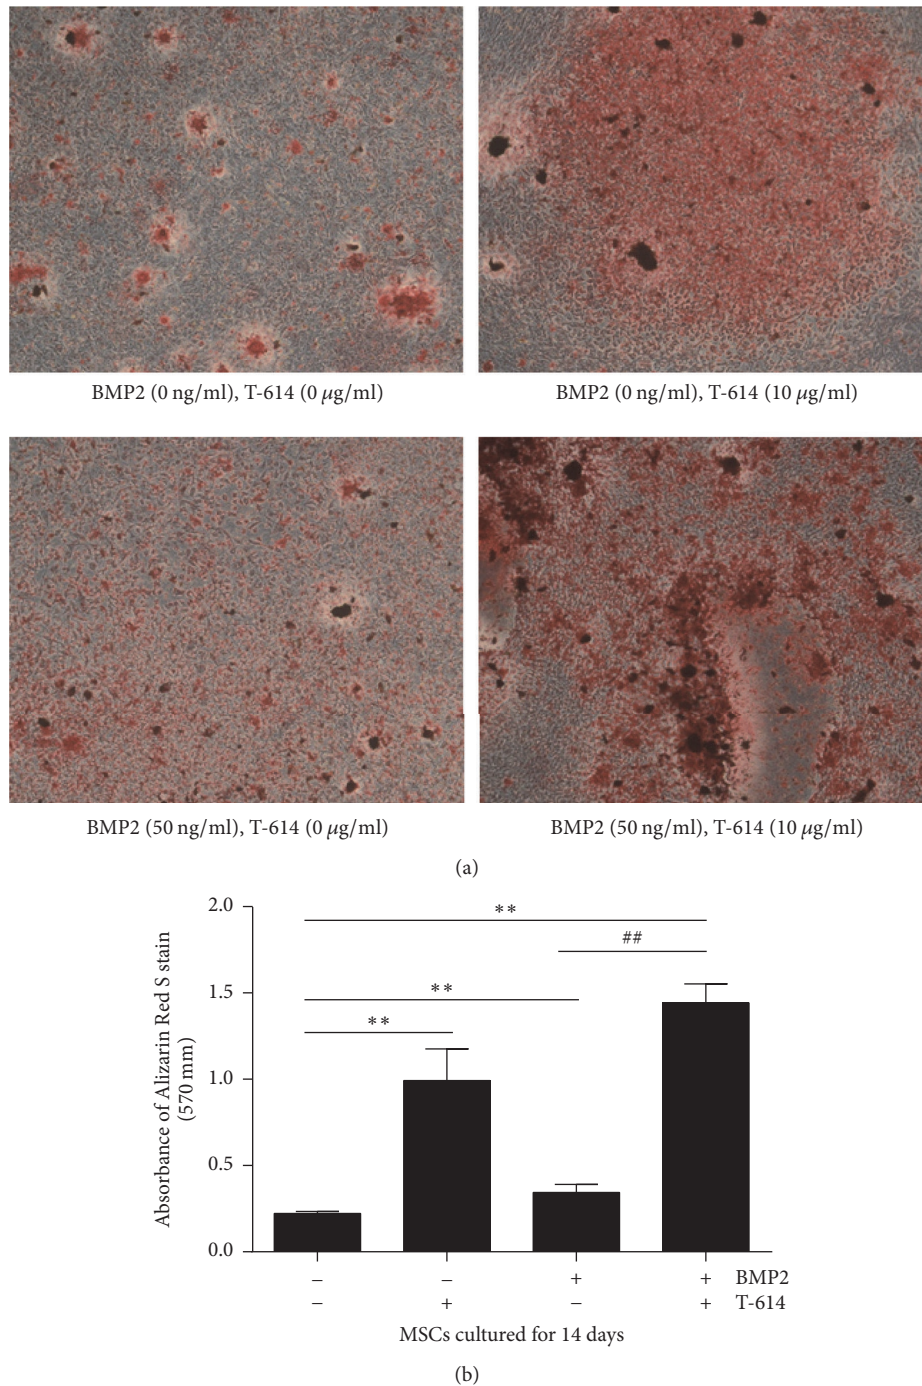 BMP2 (0 ng/ml), T-614 (0 μg/ml)
BMP2 (0 ng/ml), T-614 (10 μg/ml)
BMP2 (50 ng/ml), T-614 (0 μg/ml)
BMP2 (50 ng/ml), T-614 (10 μg/ml)
(a)
Absorbance of Alizarin Red S stain
(570 mm)
2.0
1.5
1.0
0.5
0.0
**
##
**
**
− − + + BMP2
− + − + T-614
MSCs cultured for 14 days
(b)